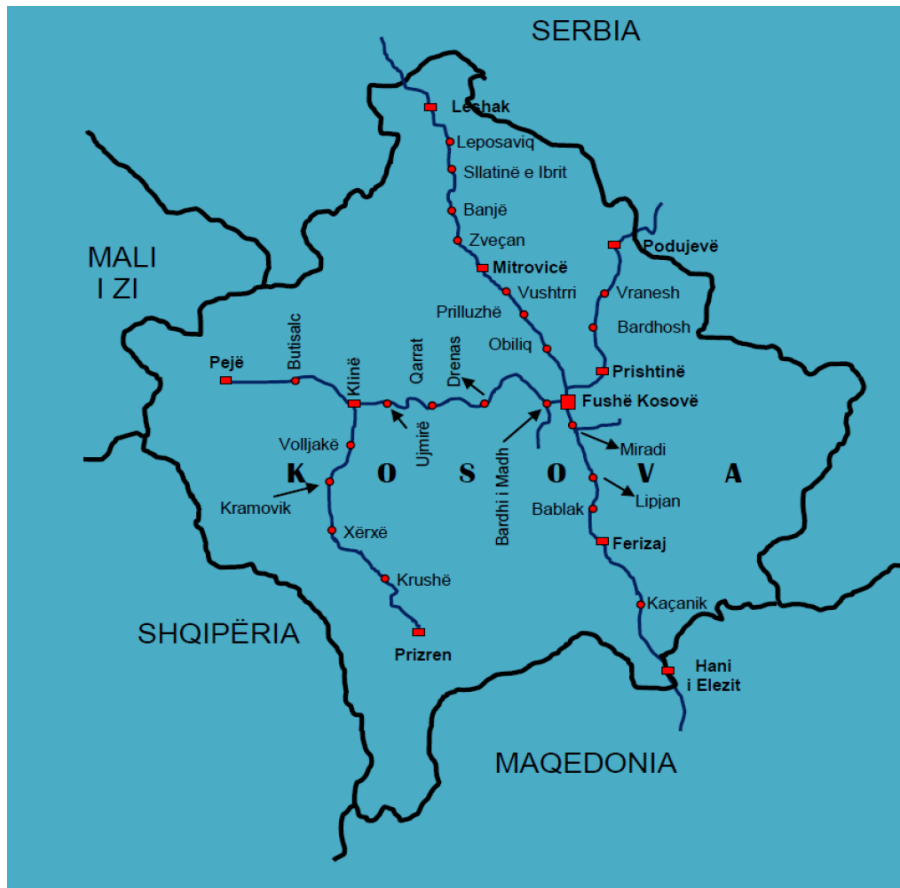 SERBIA
Leshak
Leposaviq
Sllatinë e Ibrit
Banjë
Zveçan
Podujevë
MALI
I ZI
Mitrovicë
Vushtrri
Vranesh
Prilluzhë
Bardhosh
Obiliq
Butisalc
Pejë
Klinë
Qarrat
Drenas
Prishtinë
Fushë Kosovë
Ujmirë
Volljakë
Miradi
K O S O V A
Bardhi i Madh
Kramovik
Lipjan
Bablak
Xërxë
Ferizaj
Krushë
Kaçanik
SHQIPËRIA
Prizren
Hani
i Elezit
MAQEDONIA